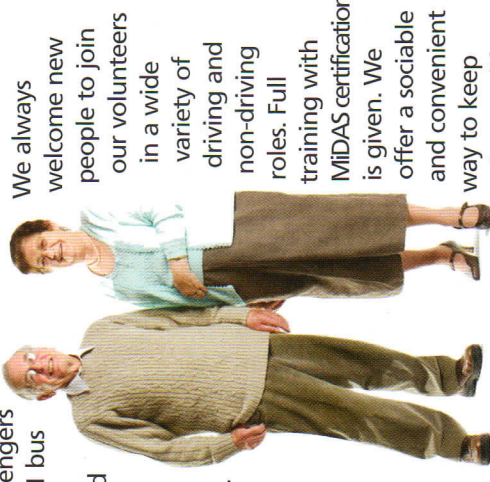 engers
l bus
d
We always
welcome new
people to join
our volunteers
in a wide
variety of
driving and
non-driving
roles. Full
training with
MiDAS certification
is given. We
offer a sociable
and convenient
way to keep